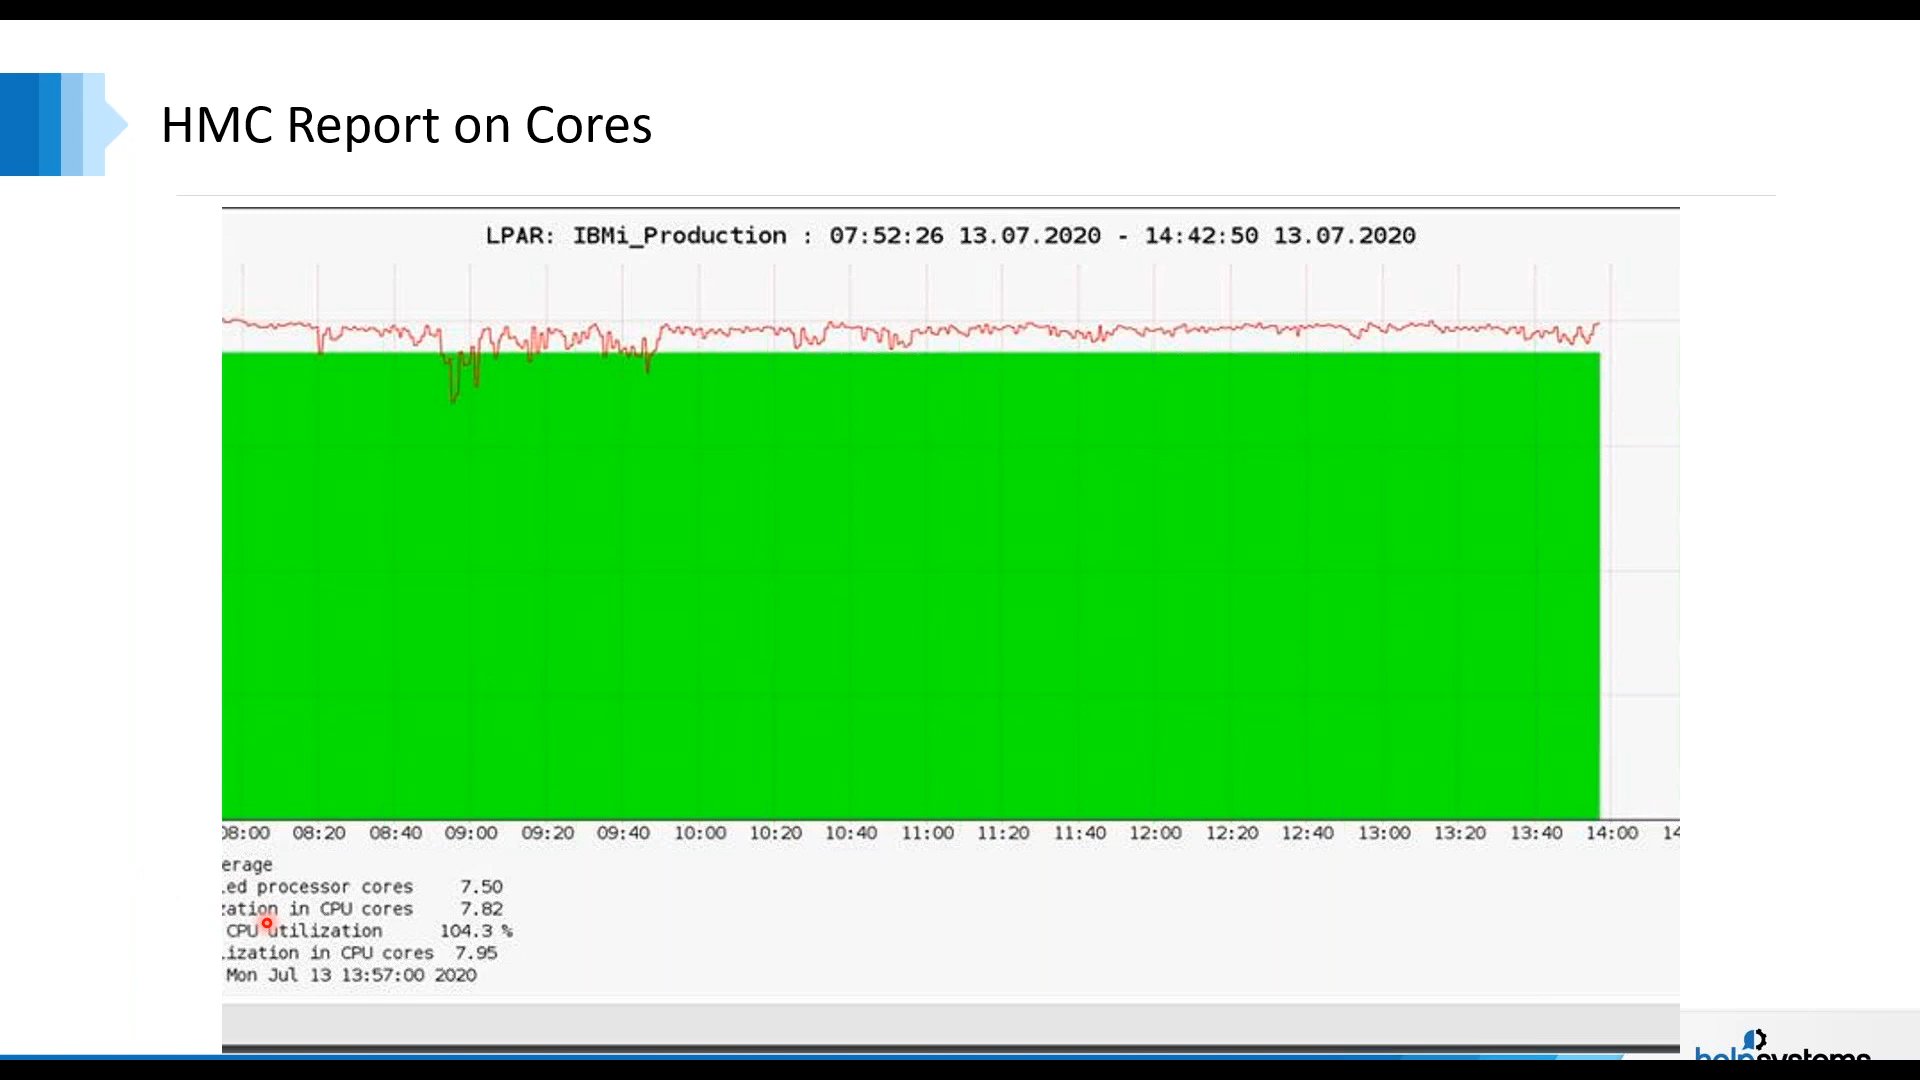 HMC Report on Cores
LPAR: IBMi_Production : 07:52:26 13.07.2020 - 14:42:50 13.07.2020
08:00 08:20 08:40 09:00 09:20 09:40 10:00 10:20 10:40 11:00 11:20 11:40 12:00 12:20 12:40 13:00 13:20 13:40 14:00 14
erage
ed processor cores 7.50
zation in CPU cores 7.82
CPU utilization 104.3 %
ization in CPU cores 7.95
Mon Jul 13 13:57:00 2020
helpsystems